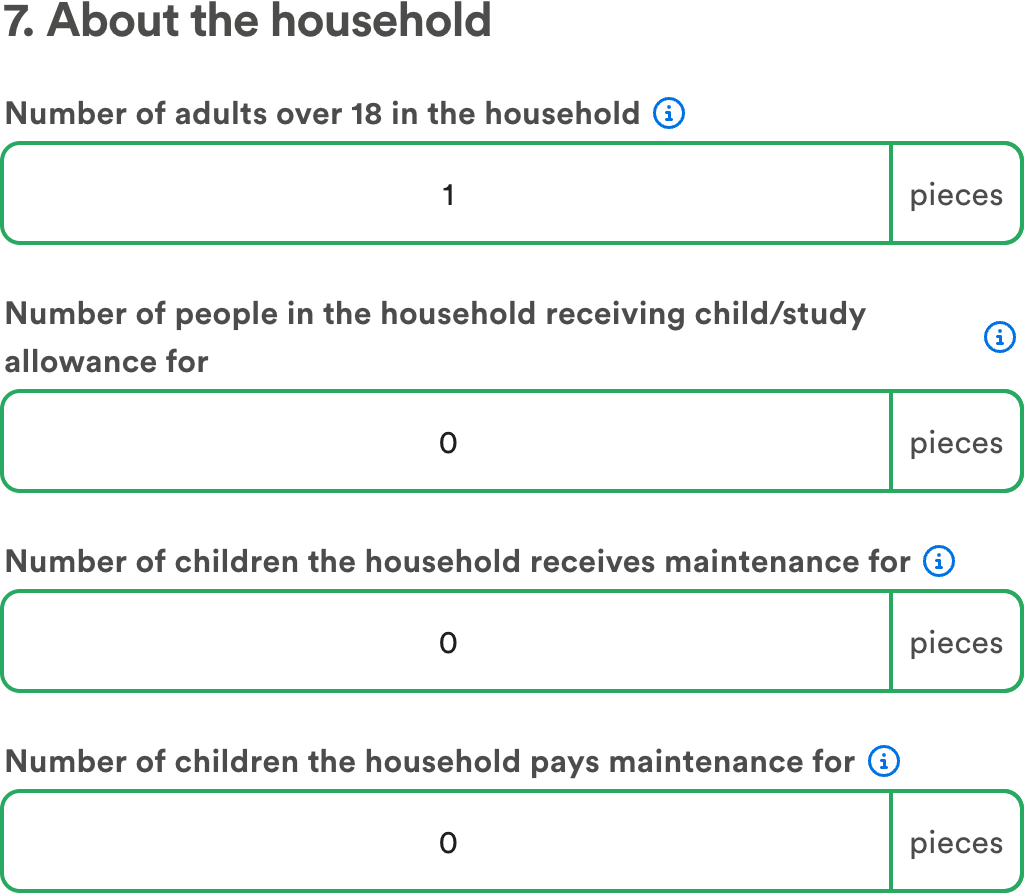 7. About the household
Number of adults over 18 in the household
1 pieces
Number of people in the household receiving child/study
allowance for
0 pieces
Number of children the household receives maintenance for
0 pieces
Number of children the household pays maintenance for
0 pieces